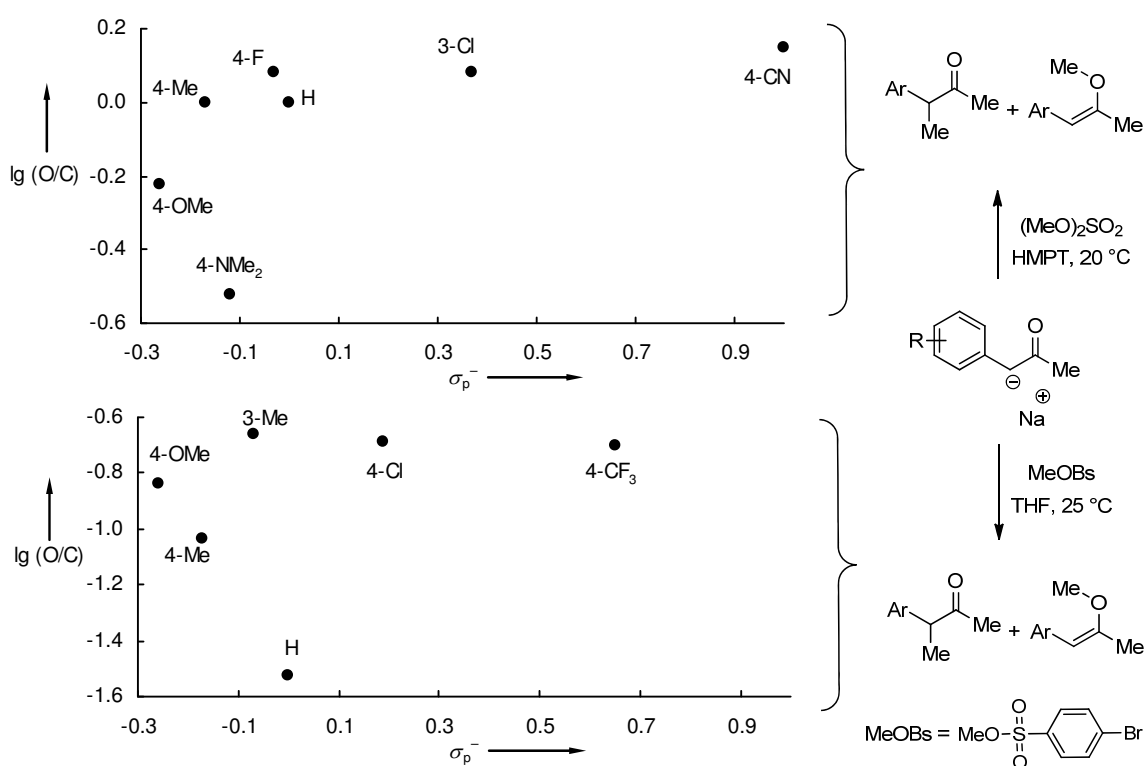 0.2
0.0
-0.2
-0.4
-0.6
lg (O/C)
4-Me
4-F
H
3-Cl
4-CN
4-OMe
4-NMe₂
-0.3 -0.1 0.1 0.3 0.5 0.7 0.9
σp⁻
O
Ar Me + Me O
Me Ar Me
(MeO)₂SO₂
HMPT, 20 °C
R O Me
⊖ ⊕
Na
MeOBs
THF, 25 °C
-0.6
-0.8
-1.0
-1.2
-1.4
-1.6
lg (O/C)
4-OMe
3-Me
4-Me
4-Cl
4-CF₃
H
-0.3 -0.1 0.1 0.3 0.5 0.7 0.9
σp⁻
O
Ar Me + Me O
Me Ar Me
MeOBs = MeO S O O Br